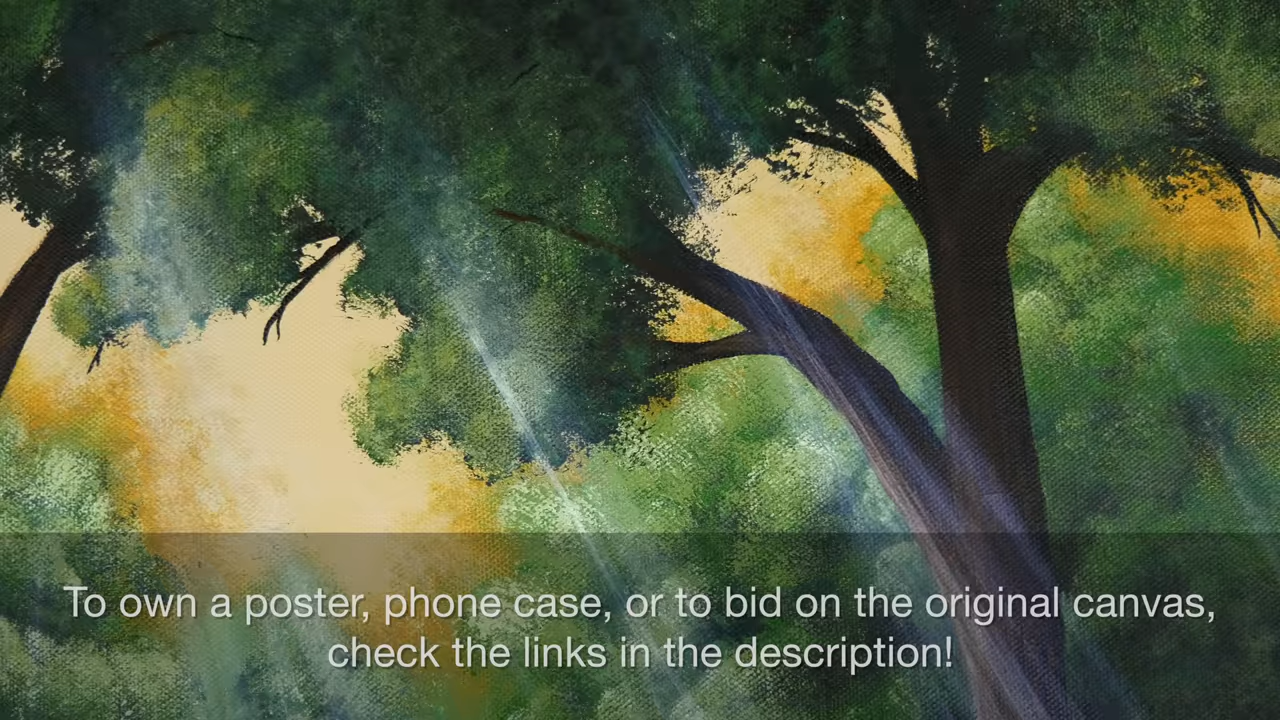 To own a poster, phone case, or to bid on the original canvas,
check the links in the description!